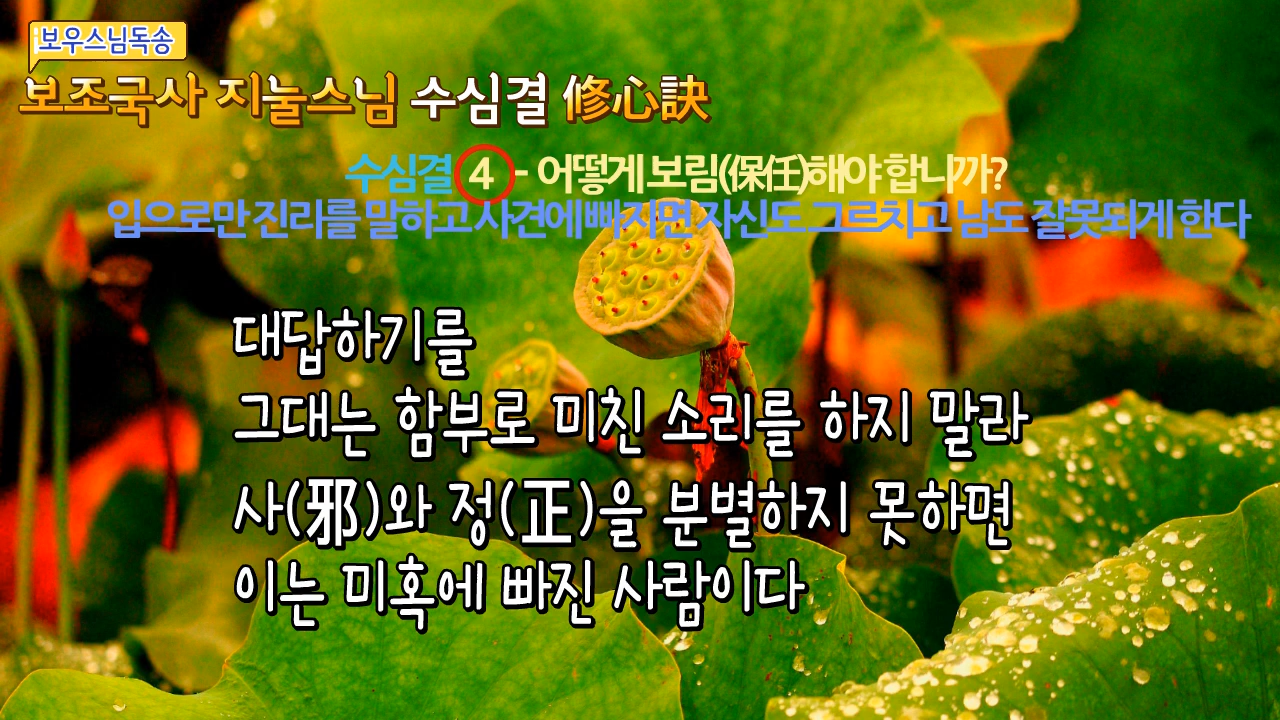 보우스님독송
보조국사 지눌스님 수심결 修心訣
수심결 4 - 어떻게 보림(保任)해야 합니까?
입으로만 진리를 말하고 사견에 빠지면 자신도 그르치고 남도 잘못되게 한다
대답하기를
그대는 함부로 미친 소리를 하지 말라
사(邪)와 정(正)을 분별하지 못하면
이는 미혹에 빠진 사람이다